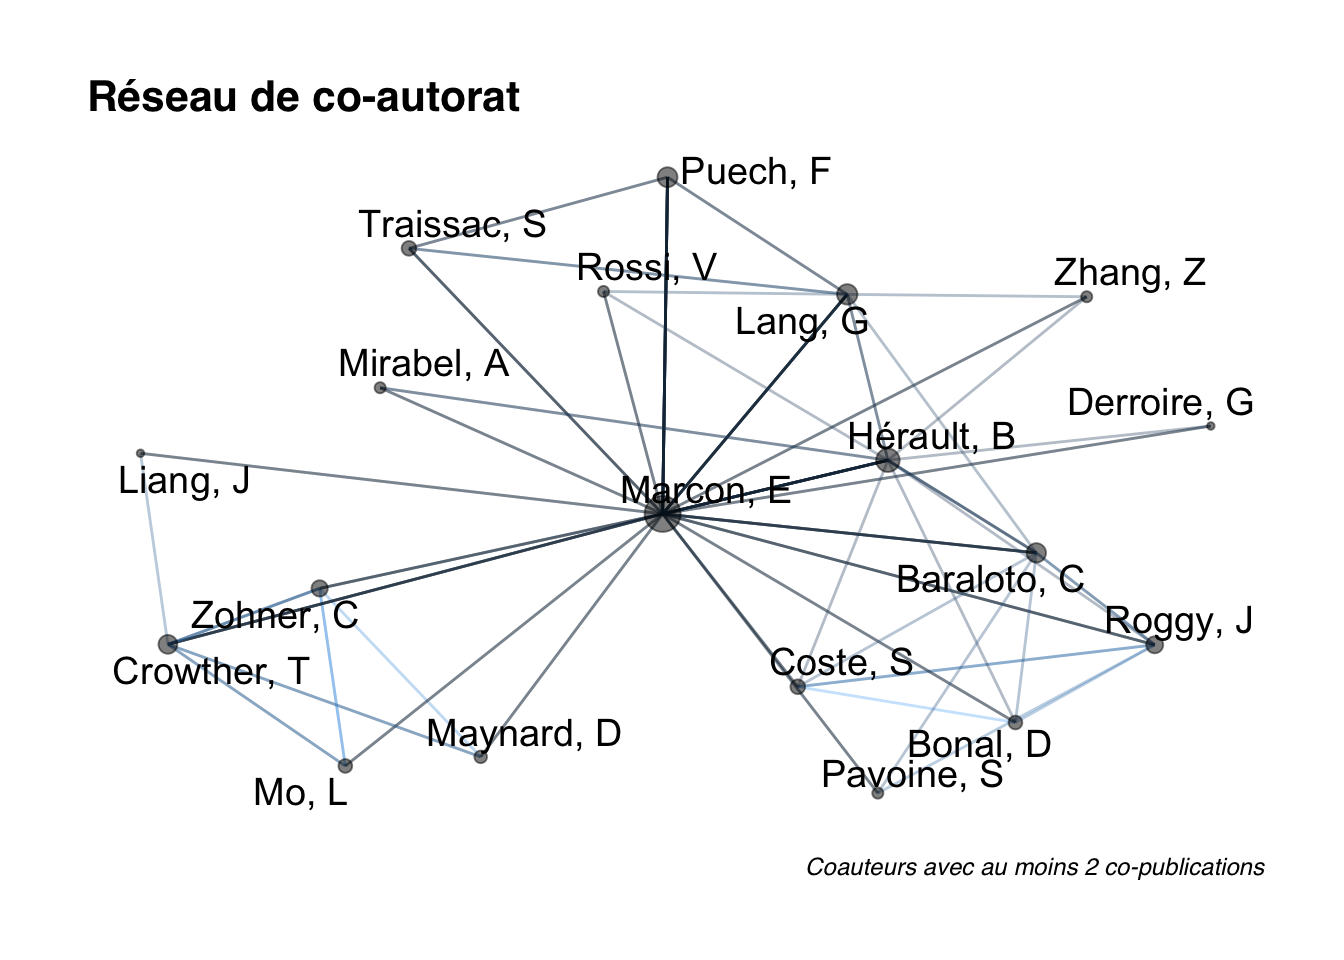 Réseau de co-autorat
Puech, F
Traissac, S
Rossi, V
Zhang, Z
Lang, G
Mirabel, A
Derroire, G
Hérault, B
Liang, J
Marcon, E
Baraloto, C
Zohner, C
Roggy, J
Crowther, T
Coste, S
Maynard, D
Bonal, D
Pavoine, S
Mo, L
Coauteurs avec au moins 2 co-publications